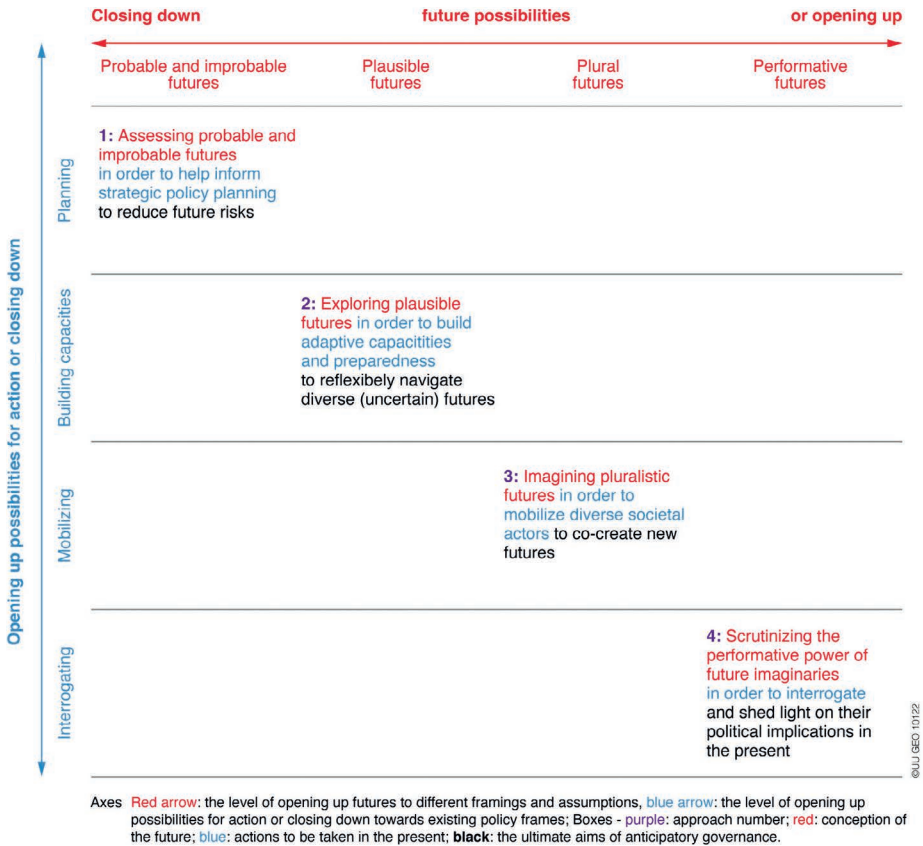 Closing down future possibilities or opening up
Probable and improbable
futures
Plausible
futures
Plural
futures
Performative
futures
Opening up possibilities for action or closing down
Planning
1: Assessing probable and
improbable futures
in order to help inform
strategic policy planning
to reduce future risks
Building capacities
2: Exploring plausible
futures in order to build
adaptive capacitities
and preparedness
to reflexibely navigate
diverse (uncertain) futures
Mobilizing
3: Imagining pluralistic
futures in order to
mobilize diverse societal
actors to co-create new
futures
Interrogating
4: Scrutinizing the
performative power of
future imaginaries
in order to interrogate
and shed light on their
political implications in
the present
©UU GEO 10122
Axes Red arrow: the level of opening up futures to different framings and assumptions, blue arrow: the level of opening up
possibilities for action or closing down towards existing policy frames; Boxes - purple: approach number; red: conception of
the future; blue: actions to be taken in the present; black: the ultimate aims of anticipatory governance.